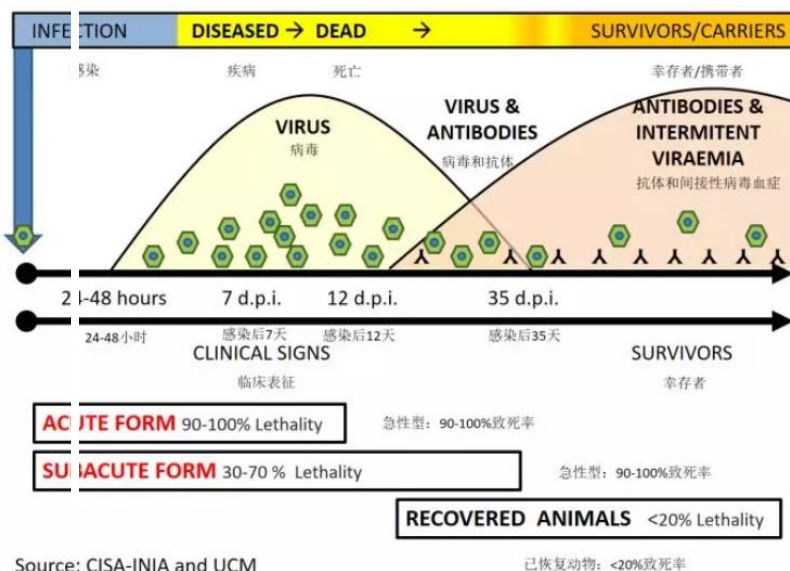 INFECTION DISEASED → DEAD → SURVIVORS/CARRIERS
感染 疾病 死亡 幸存者/携带者
VIRUS
病毒
VIRUS &
ANTIBODIES
病毒和抗体
ANTIBODIES &
INTERMITENT
VIRAEMIA
抗体和间接性病毒血症
24-48 hours 7 d.p.i. 12 d.p.i. 35 d.p.i.
24-48小时 感染后7天 感染后12天 感染后35天
CLINICAL SIGNS SURVIVORS
临床表征 幸存者
ACUTE FORM 90-100% Lethality 急性型：90-100%致死率
SUBACUTE FORM 30-70 % Lethality 急性型：90-100%致死率
RECOVERED ANIMALS <20% Lethality
Source: CISA-INIA and UCM 已恢复动物：<20%致死率